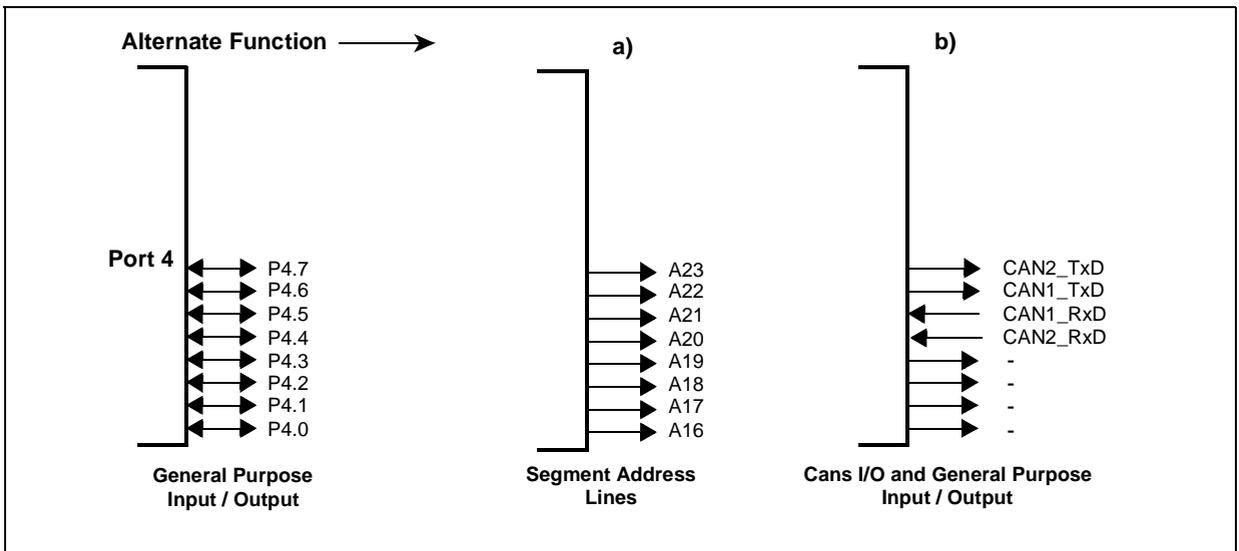 Alternate Function
a)
b)
Port 4
P4.7
P4.6
P4.5
P4.4
P4.3
P4.2
P4.1
P4.0
General Purpose
Input / Output
A23
A22
A21
A20
A19
A18
A17
A16
Segment Address
Lines
CAN2_TxD
CAN1_TxD
CAN1_RxD
CAN2_RxD
-
-
-
-
Cans I/O and General Purpose
Input / Output